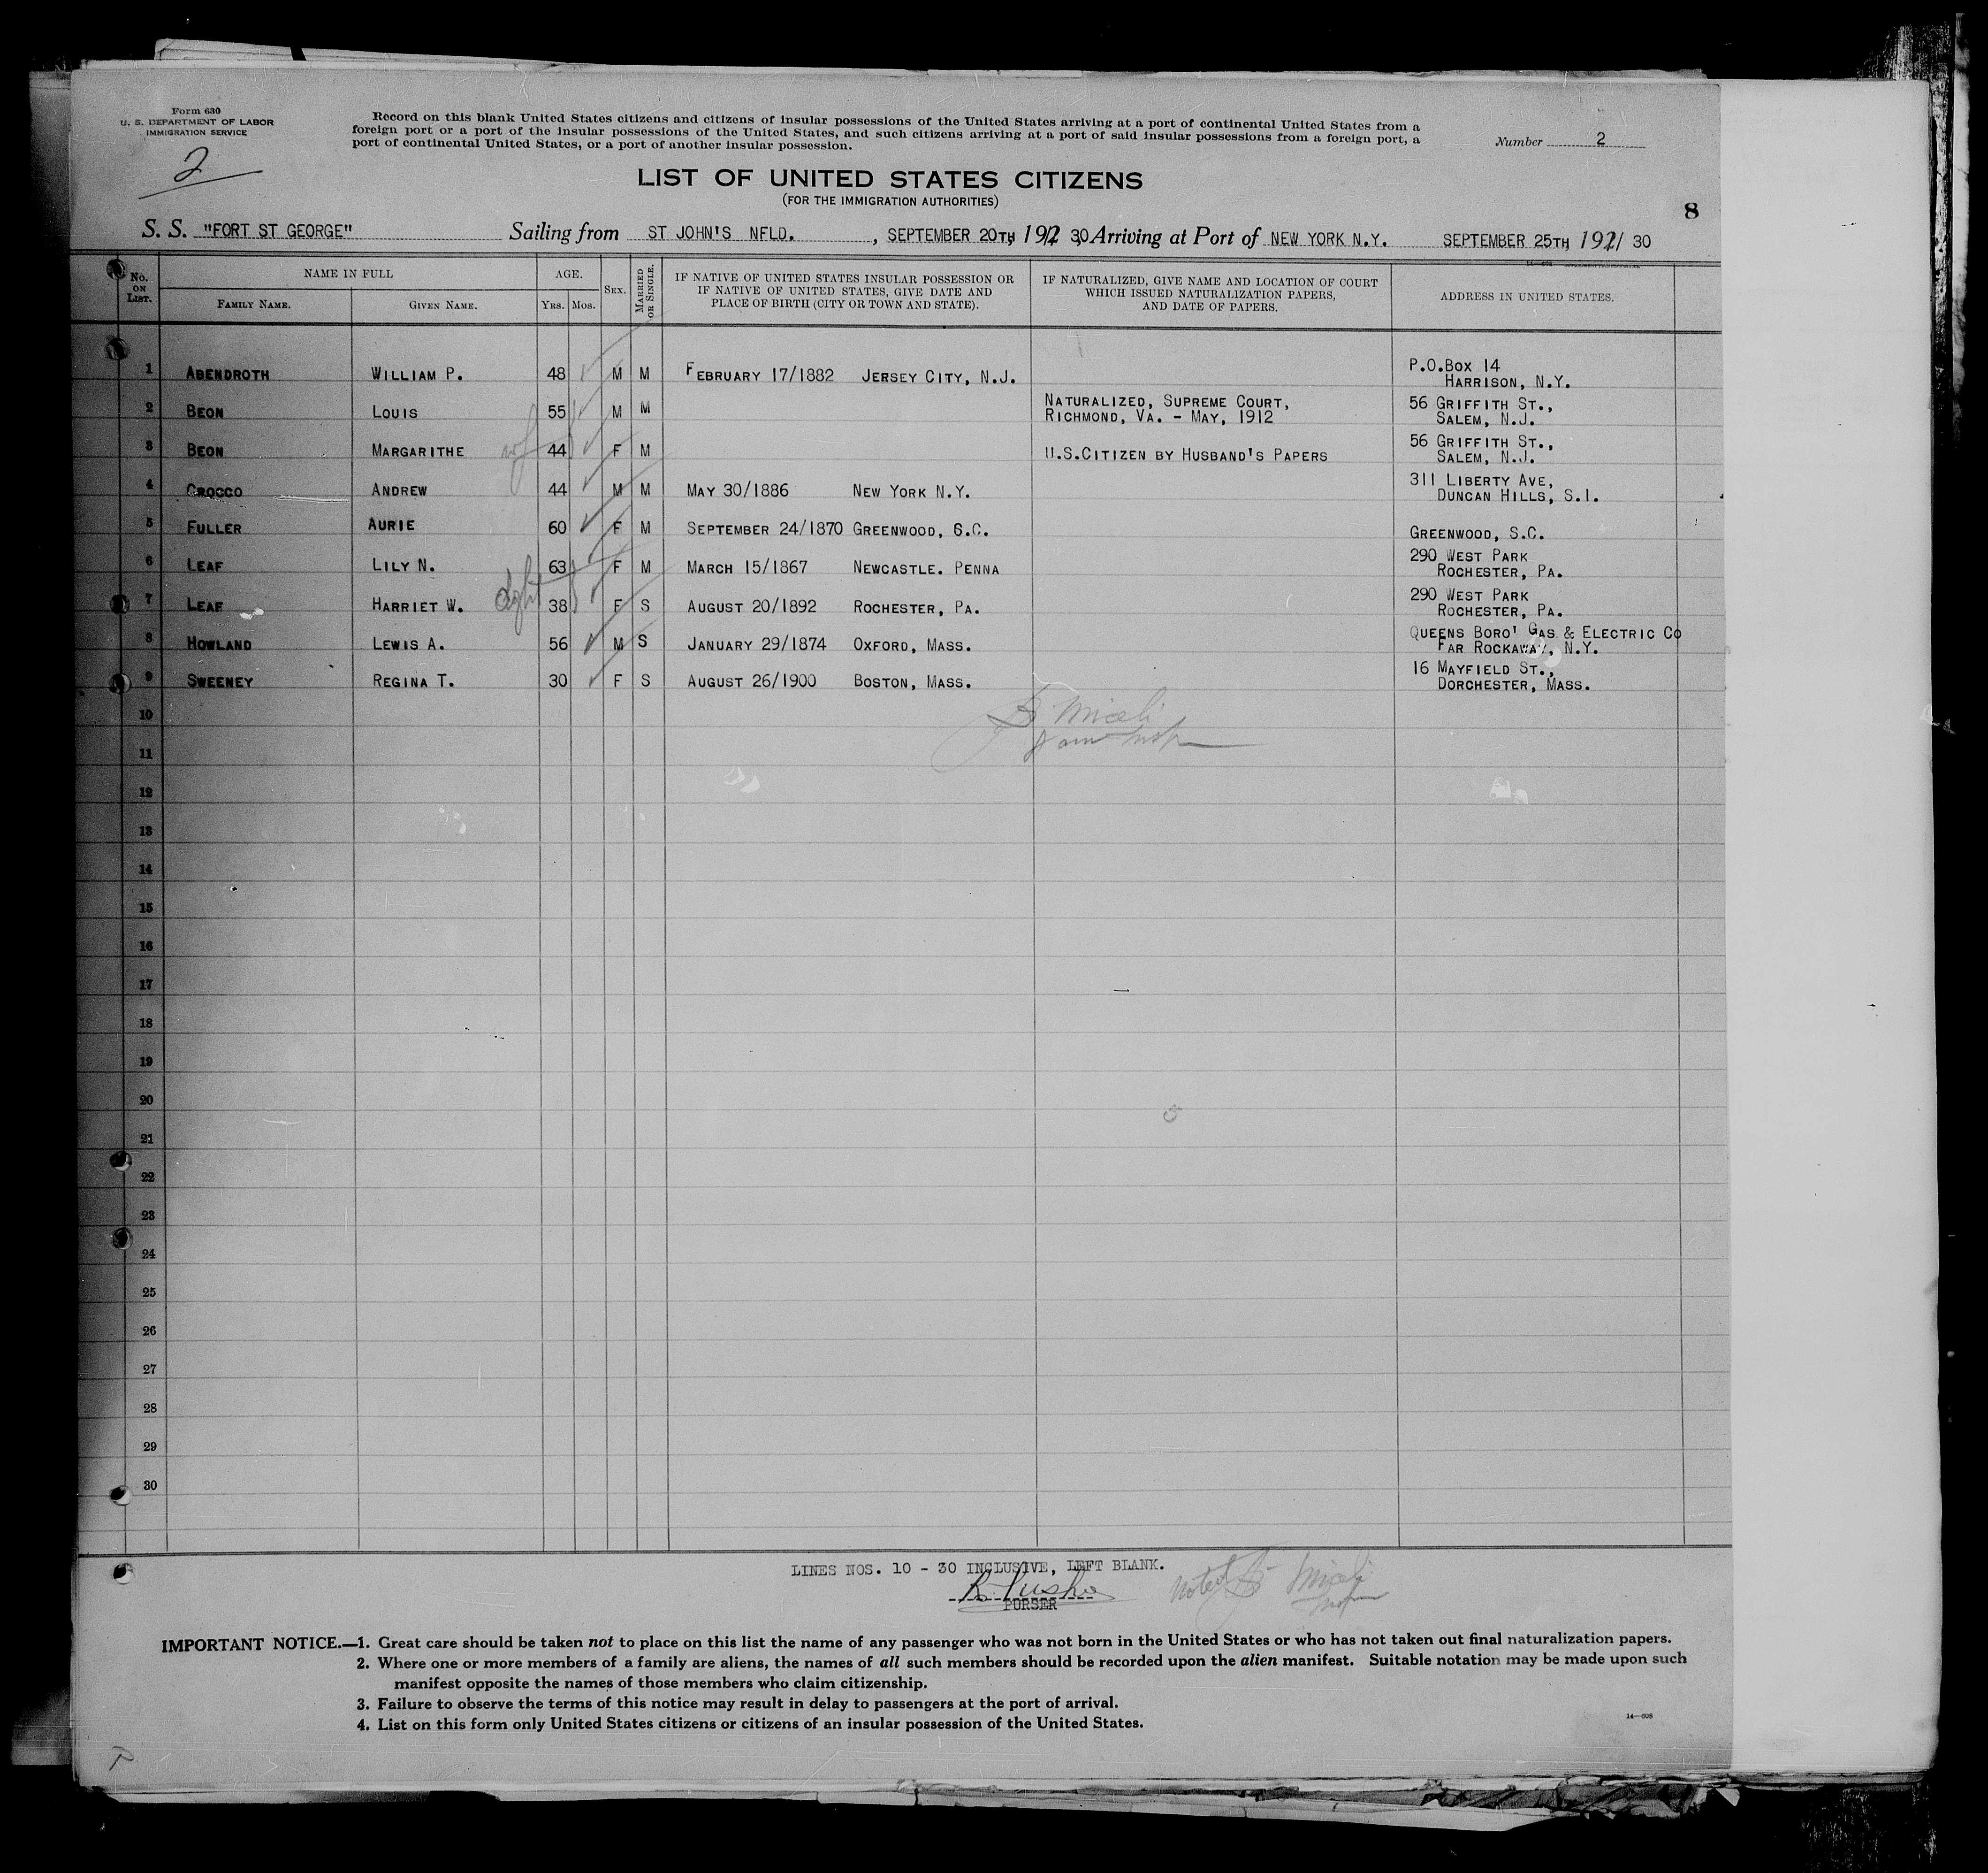 Form 630
U. S. DEPARTMENT OF LABOR
IMMIGRATION SERVICE
2
Record on this blank United States citizens and citizens of insular possessions of the United States arriving at a port of continental United States from a
foreign port or a port of the insular possessions of the United States, and such citizens arriving at a port of said insular possessions from a foreign port, a
port of continental United States, or a port of another insular possession.
Number 2
LIST OF UNITED STATES CITIZENS
(FOR THE IMMIGRATION AUTHORITIES)
8
S. S. "FORT ST GEORGE" Sailing from ST JOHN'S NFLD. , SEPTEMBER 20TH, 192 30, Arriving at Port of NEW YORK N.Y. SEPTEMBER 25TH, 192 / 30
No. ON LIST. NAME IN FULL AGE. SEX. MARRIED OR SINGLE. IF NATIVE OF UNITED STATES INSULAR POSSESSION OR IF NATIVE OF UNITED STATES, GIVE DATE AND PLACE OF BIRTH (CITY OR TOWN AND STATE). IF NATURALIZED, GIVE NAME AND LOCATION OF COURT WHICH ISSUED NATURALIZATION PAPERS, AND DATE OF PAPERS. ADDRESS IN UNITED STATES.
FAMILY NAME. GIVEN NAME. YRS. MOS.
1 ABENDROTH WILLIAM P. 48 M M FEBRUARY 17/1882 JERSEY CITY, N.J. P.O.BOX 14
HARRISON, N.Y.
2 BEON LOUIS 55 M M NATURALIZED, SUPREME COURT, 56 GRIFFITH ST.,
RICHMOND, VA. - MAY, 1912 SALEM, N.J.
3 BEON MARGARITHE wf 44 F M U.S.CITIZEN BY HUSBAND'S PAPERS 56 GRIFFITH ST.,
SALEM, N.J.
4 CROCCO ANDREW 44 M M MAY 30/1886 NEW YORK N.Y. 311 LIBERTY AVE,
DUNCAN HILLS, S.I.
5 FULLER AURIE 60 F M SEPTEMBER 24/1870 GREENWOOD, S.C. GREENWOOD, S.C.
6 LEAF LILY N. 63 F M MARCH 15/1867 NEWCASTLE. PENNA 290 WEST PARK
ROCHESTER, PA.
7 LEAF HARRIET W. dght 38 F S AUGUST 20/1892 ROCHESTER, PA. 290 WEST PARK
ROCHESTER, PA.
8 HOWLAND LEWIS A. 56 M S JANUARY 29/1874 OXFORD, MASS. QUEENS BORO' GAS & ELECTRIC CO
FAR ROCKAWAY, N.Y.
9 SWEENEY REGINA T. 30 F S AUGUST 26/1900 BOSTON, MASS. 16 MAYFIELD ST.,
DORCHESTER, MASS.
10 Miceli
11
12
13
14
15
16
17
18
19
20
21
22
23
24
25
26
27
28
29
30
LINES NOS. 10 - 30 INCLUSIVE, LEFT BLANK.
noted Miceli
PURSER
IMPORTANT NOTICE.—1. Great care should be taken not to place on this list the name of any passenger who was not born in the United States or who has not taken out final naturalization papers.
2. Where one or more members of a family are aliens, the names of all such members should be recorded upon the alien manifest. Suitable notation may be made upon such
manifest opposite the names of those members who claim citizenship.
3. Failure to observe the terms of this notice may result in delay to passengers at the port of arrival.
4. List on this form only United States citizens or citizens of an insular possession of the United States.
14—608